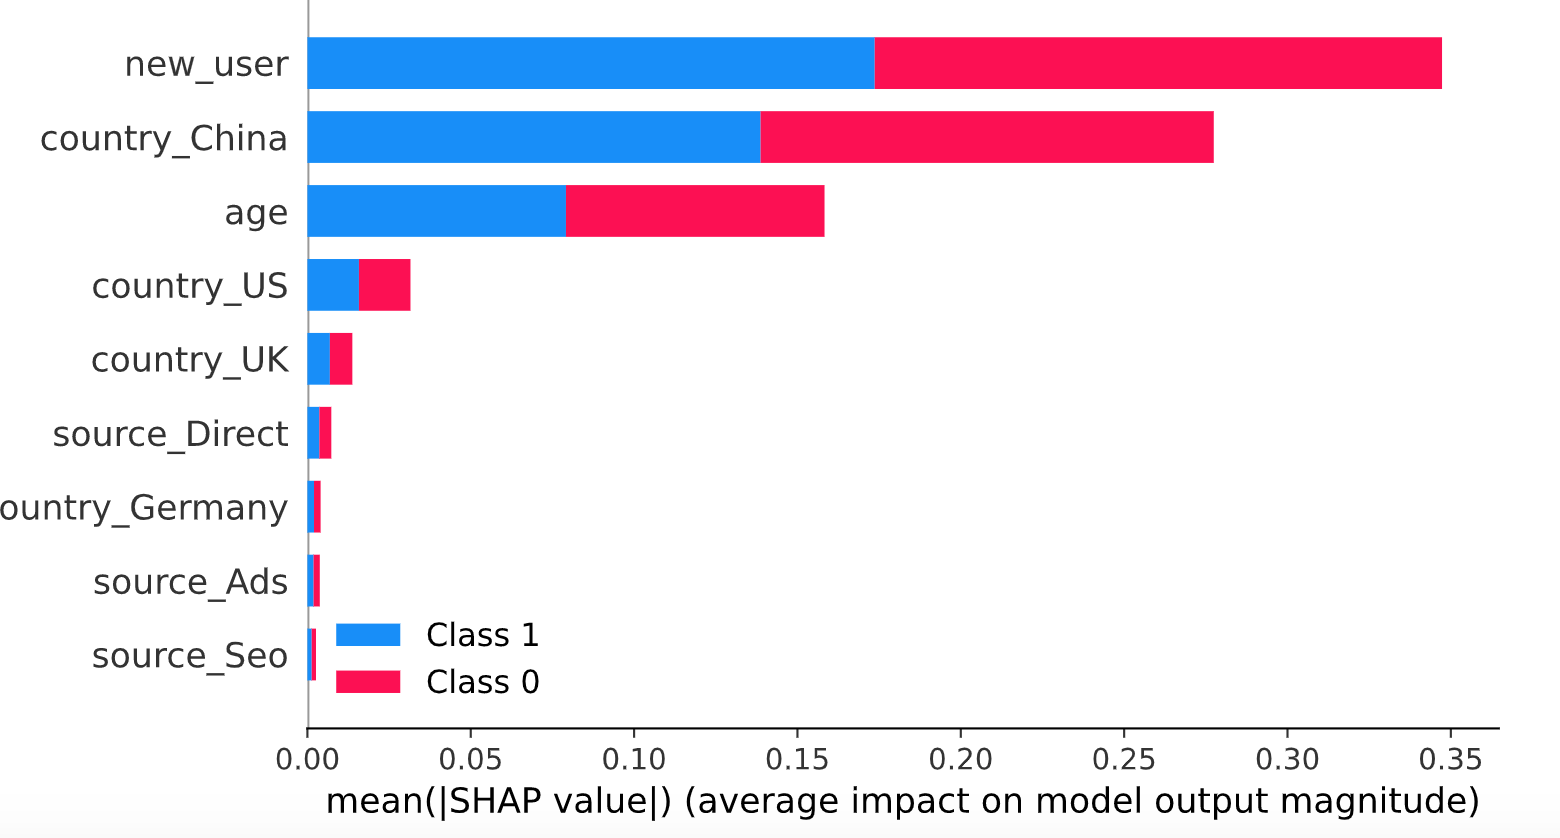 new_user
country_China
age
country_US
country_UK
source_Direct
ountry_Germany
source_Ads
source_Seo
Class 1
Class 0
0.00 0.05 0.10 0.15 0.20 0.25 0.30 0.35
mean(|SHAP value|) (average impact on model output magnitude)